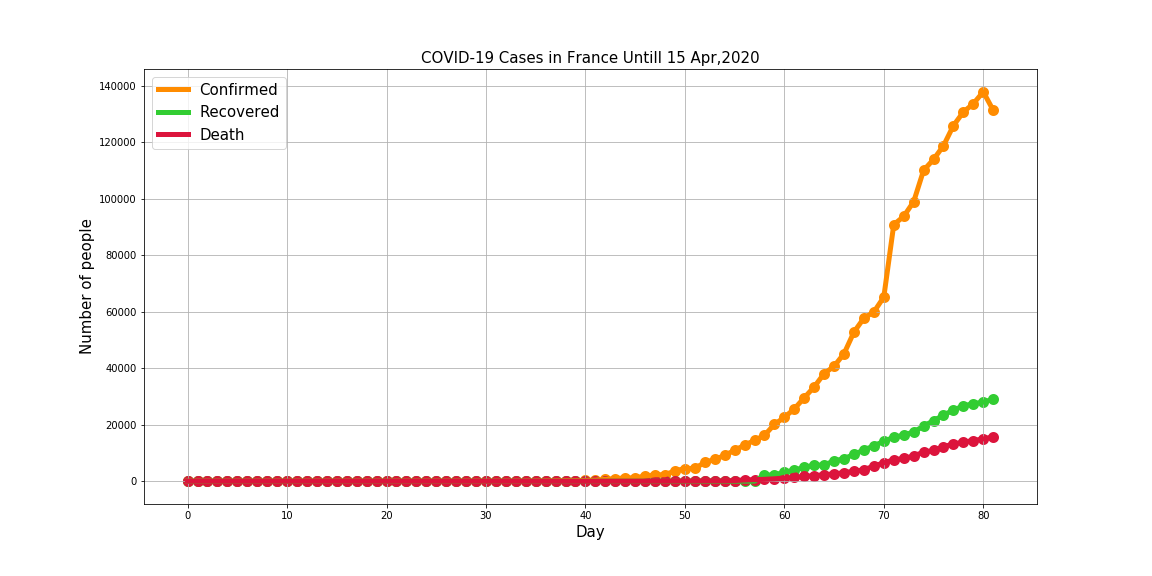 COVID-19 Cases in France Untill 15 Apr,2020
Confirmed
Recovered
Death
Number of people
140000
120000
100000
80000
60000
40000
20000
0
0 10 20 30 40 50 60 70 80
Day